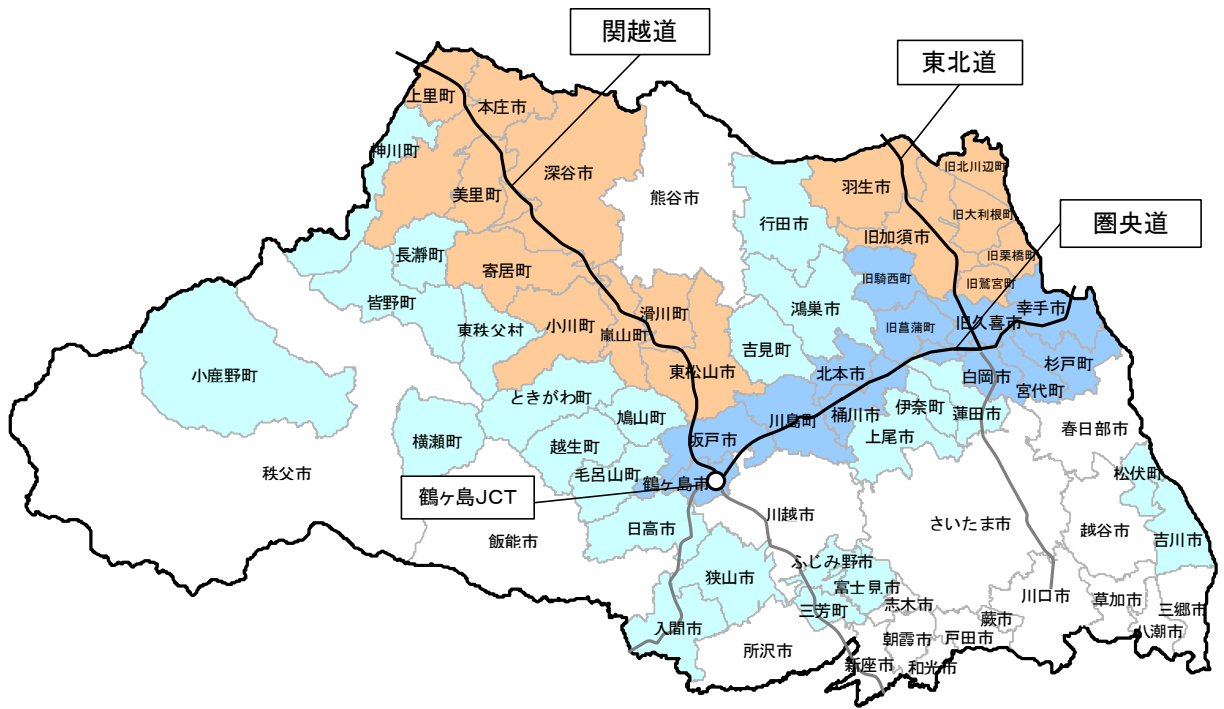 関越道
東北道
上里町
本庄市
神川町
美里町
深谷市
熊谷市
行田市
羽生市
旧北川辺町
旧大利根町
圏央道
旧加須市
旧栗橋町
旧鷲宮町
旧騎西町
長瀞町
皆野町
寄居町
東秩父村
小川町
嵐山町
滑川町
東松山市
吉見町
鴻巣市
旧菖蒲町
旧久喜市
幸手市
杉戸町
白岡市
宮代町
北本市
桶川市
川島町
伊奈町
蓮田市
上尾市
小鹿野町
ときがわ町
鳩山町
横瀬町
越生町
坂戸市
毛呂山町
鶴ヶ島市
秩父市
鶴ヶ島JCT
飯能市
日高市
川越市
さいたま市
春日部市
松伏町
越谷市
吉川市
狭山市
ふじみ野市
富士見市
三芳町
志木市
川口市
草加市
蕨市
三郷市
八潮市
入間市
所沢市
朝霞市
戸田市
新座市
和光市